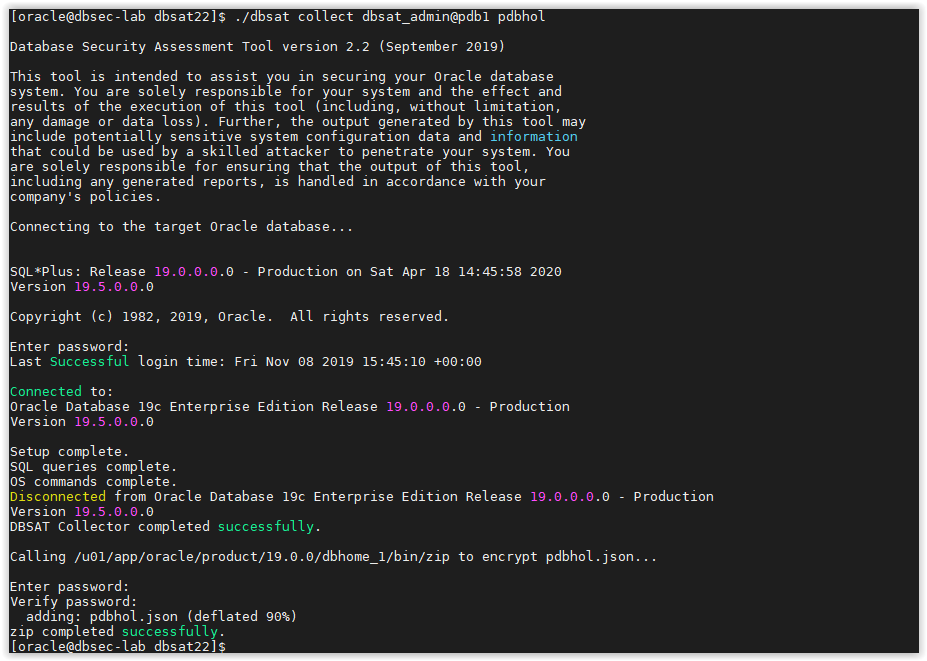 [oracle@dbsec-lab dbsat22]$ ./dbsat collect dbsat_admin@pdb1 pdbhol
Database Security Assessment Tool version 2.2 (September 2019)
This tool is intended to assist you in securing your Oracle database
system. You are solely responsible for your system and the effect and
results of the execution of this tool (including, without limitation,
any damage or data loss). Further, the output generated by this tool may
include potentially sensitive system configuration data and information
that could be used by a skilled attacker to penetrate your system. You
are solely responsible for ensuring that the output of this tool,
including any generated reports, is handled in accordance with your
company's policies.
Connecting to the target Oracle database...
SQL*Plus: Release 19.0.0.0.0 - Production on Sat Apr 18 14:45:58 2020
Version 19.5.0.0.0
Copyright (c) 1982, 2019, Oracle.  All rights reserved.
Enter password:
Last Successful login time: Fri Nov 08 2019 15:45:10 +00:00
Connected to:
Oracle Database 19c Enterprise Edition Release 19.0.0.0.0 - Production
Version 19.5.0.0.0
Setup complete.
SQL queries complete.
OS commands complete.
Disconnected from Oracle Database 19c Enterprise Edition Release 19.0.0.0.0 - Production
Version 19.5.0.0.0
DBSAT Collector completed successfully.
Calling /u01/app/oracle/product/19.0.0/dbhome_1/bin/zip to encrypt pdbhol.json...
Enter password:
Verify password:
  adding: pdbhol.json (deflated 90%)
zip completed successfully.
[oracle@dbsec-lab dbsat22]$